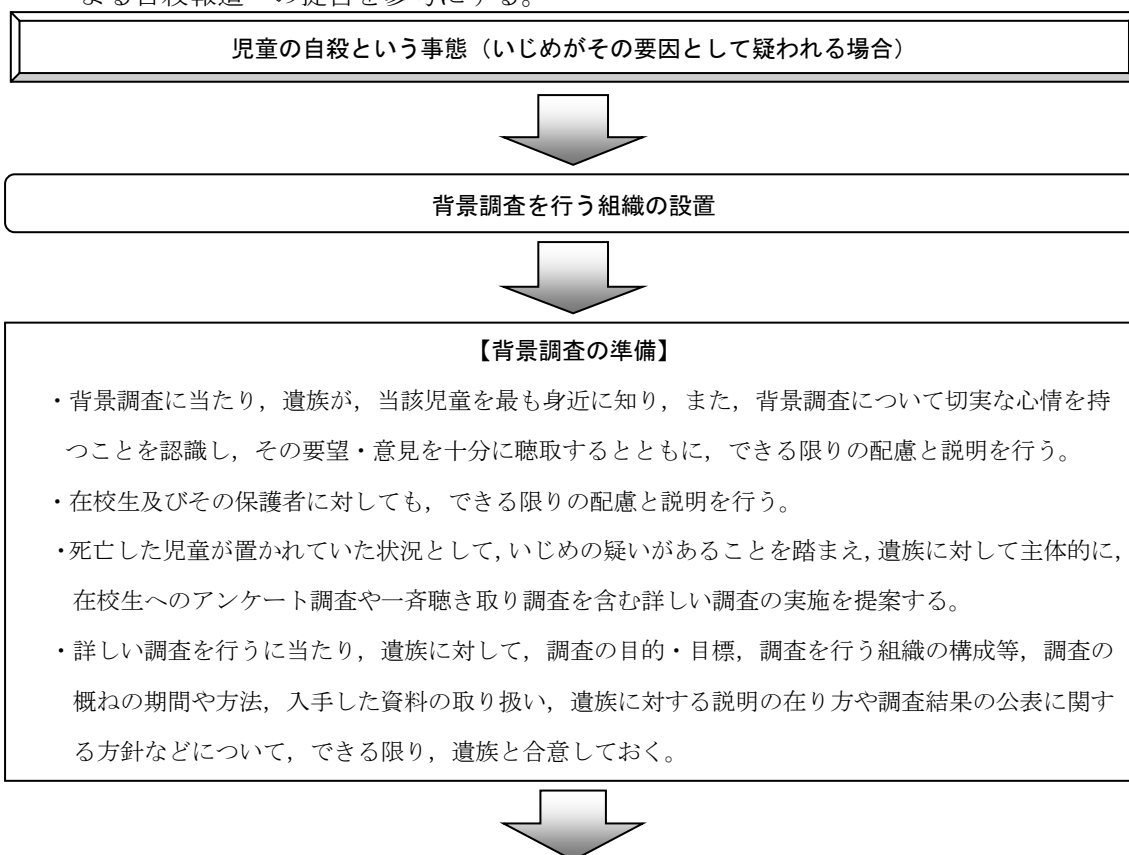 よる自殺報道への提言を参考にする。
児童の自殺という事態（いじめがその要因として疑われる場合）
背景調査を行う組織の設置
【背景調査の準備】
・背景調査に当たり，遺族が，当該児童を最も身近に知り，また，背景調査について切実な心情を持
つことを認識し，その要望・意見を十分に聴取するとともに，できる限りの配慮と説明を行う。
・在校生及びその保護者に対しても，できる限りの配慮と説明を行う。
・死亡した児童が置かれていた状況として，いじめの疑いがあることを踏まえ，遺族に対して主体的に，
在校生へのアンケート調査や一斉聴き取り調査を含む詳しい調査の実施を提案する。
・詳しい調査を行うに当たり，遺族に対して，調査の目的・目標，調査を行う組織の構成等，調査の
概ねの期間や方法，入手した資料の取り扱い，遺族に対する説明の在り方や調査結果の公表に関す
る方針などについて，できる限り，遺族と合意しておく。